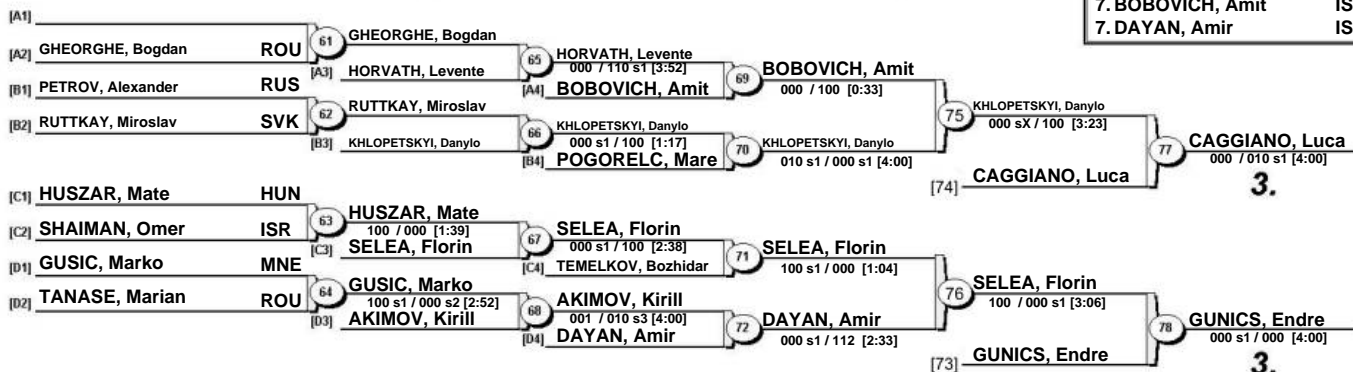 7. BOBOVICH, Amit IS
7. DAYAN, Amir IS
[A1]
[A2] GHEORGHE, Bogdan ROU
61 GHEORGHE, Bogdan
[A3] HORVATH, Levente
65 HORVATH, Levente
000 / 110 s1 [3:52]
[A4] BOBOVICH, Amit
69 BOBOVICH, Amit
000 / 100 [0:33]
[B1] PETROV, Alexander RUS
[B2] RUTTKAY, Miroslav SVK
62 RUTTKAY, Miroslav
[B3] KHLOPETSKYI, Danylo
66 KHLOPETSKYI, Danylo
000 s1 / 100 [1:17]
[B4] POGORELC, Mare
70 KHLOPETSKYI, Danylo
010 s1 / 000 s1 [4:00]
75 KHLOPETSKYI, Danylo
000 sX / 100 [3:23]
[74] CAGGIANO, Luca
77 CAGGIANO, Luca
000 / 010 s1 [4:00]
3.
[C1] HUSZAR, Mate HUN
[C2] SHAIMAN, Omer ISR
63 HUSZAR, Mate
100 / 000 [1:39]
[C3] SELEA, Florin
67 SELEA, Florin
000 s1 / 100 [2:38]
[C4] TEMELKOV, Bozhidar
71 SELEA, Florin
100 s1 / 000 [1:04]
[D1] GUSIC, Marko MNE
[D2] TANASE, Marian ROU
64 GUSIC, Marko
100 s1 / 000 s2 [2:52]
[D3] AKIMOV, Kirill
68 AKIMOV, Kirill
001 / 010 s3 [4:00]
[D4] DAYAN, Amir
72 DAYAN, Amir
000 s1 / 112 [2:33]
76 SELEA, Florin
100 / 000 s1 [3:06]
[73] GUNICS, Endre
78 GUNICS, Endre
000 s1 / 000 [4:00]
3.